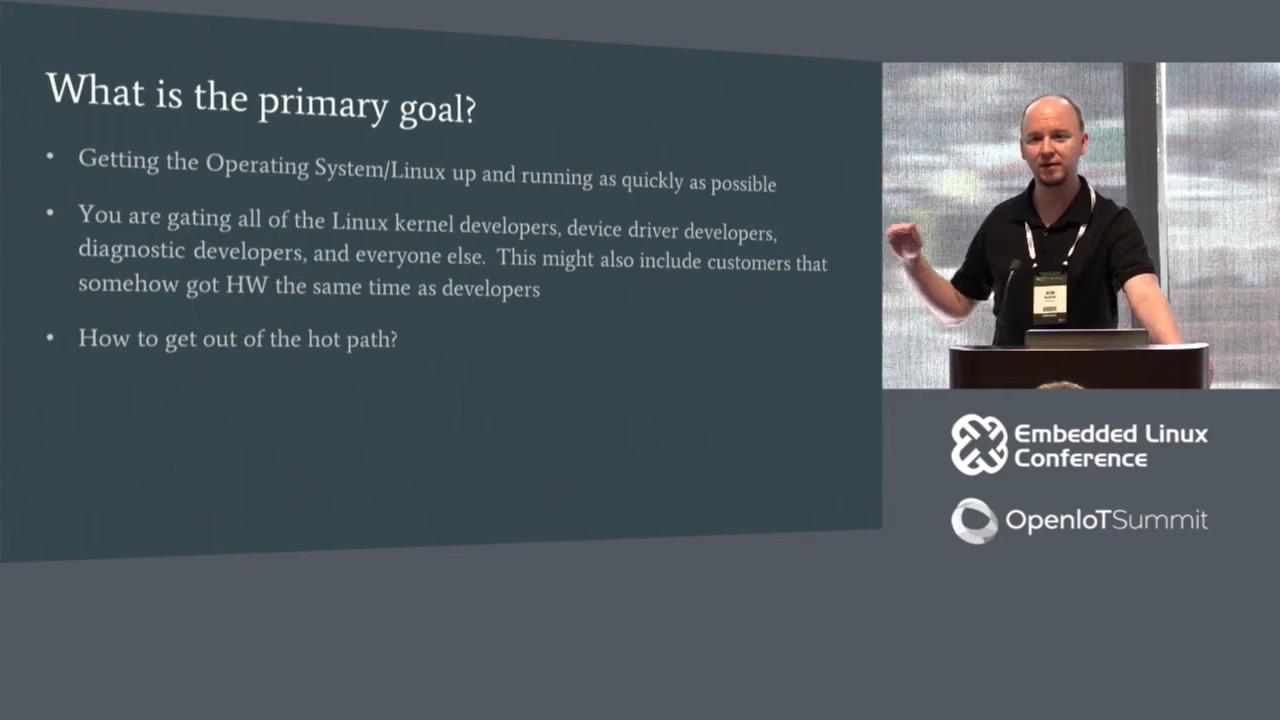 What is the primary goal?
• Getting the Operating System/Linux up and running as quickly as possible
• You are gating all of the Linux kernel developers, device driver developers,
diagnostic developers, and everyone else. This might also include customers that
somehow got HW the same time as developers
• How to get out of the hot path?
Embedded Linux
Conference
OpenIoTSummit